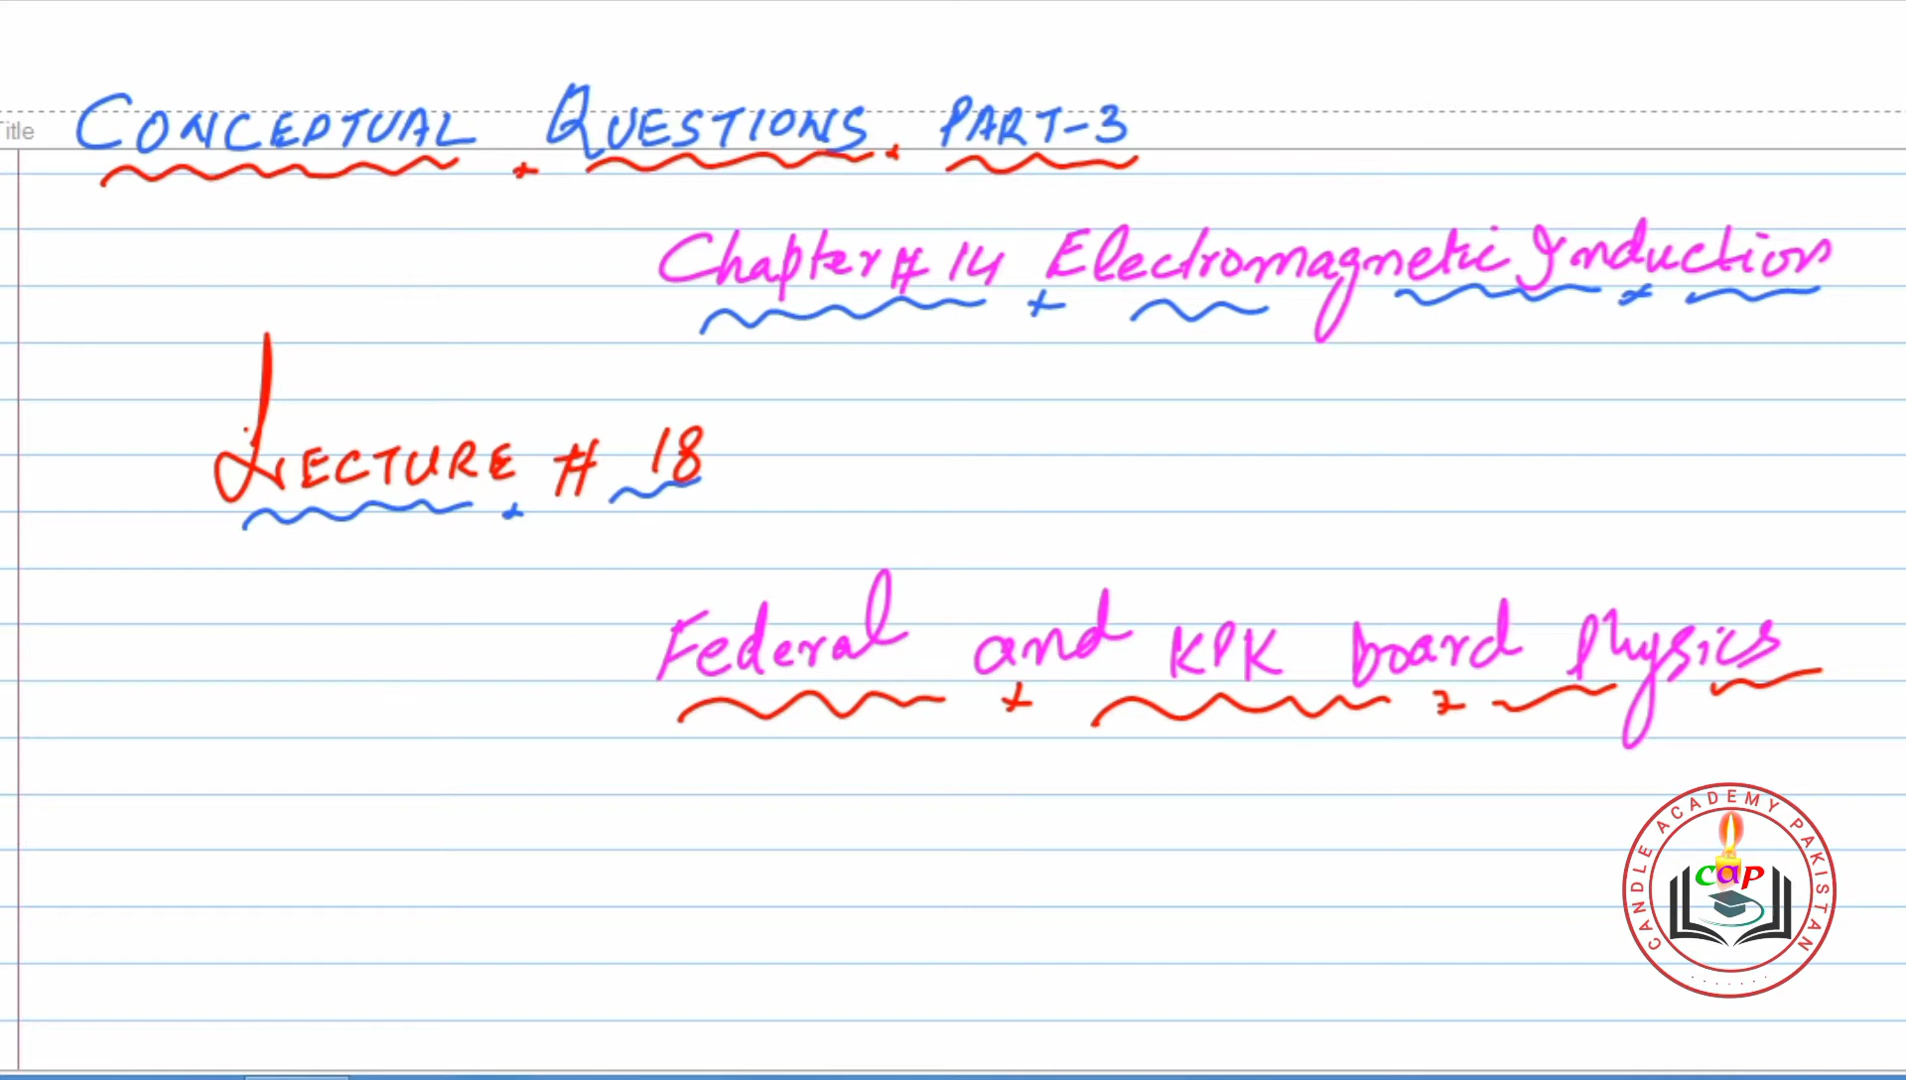 Title
CONCEPTUAL QUESTIONS PART-3
Chapter # 14 Electromagnetic Induction
LECTURE # 18
Federal and KPK board Physics
CANDLE ACADEMY PAKISTAN
cap